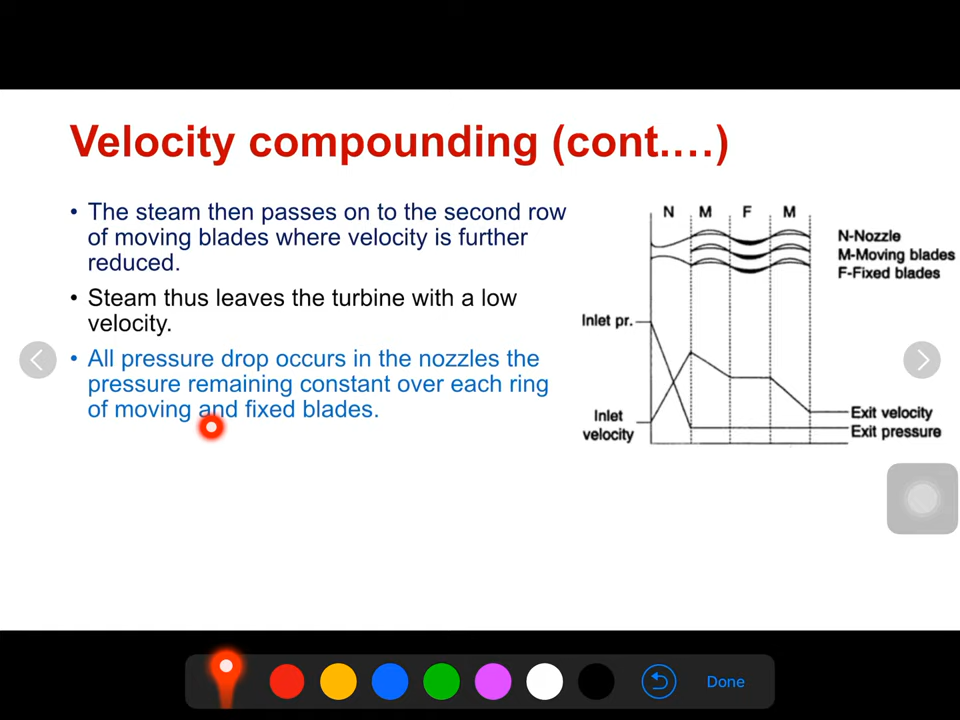 Velocity compounding (cont.…)
• The steam then passes on to the second row
of moving blades where velocity is further
reduced.
• Steam thus leaves the turbine with a low
velocity.
• All pressure drop occurs in the nozzles the
pressure remaining constant over each ring
of moving and fixed blades.
N M F M
N-Nozzle
M-Moving blades
F-Fixed blades
Inlet pr.
Inlet
velocity
Exit velocity
Exit pressure
Done